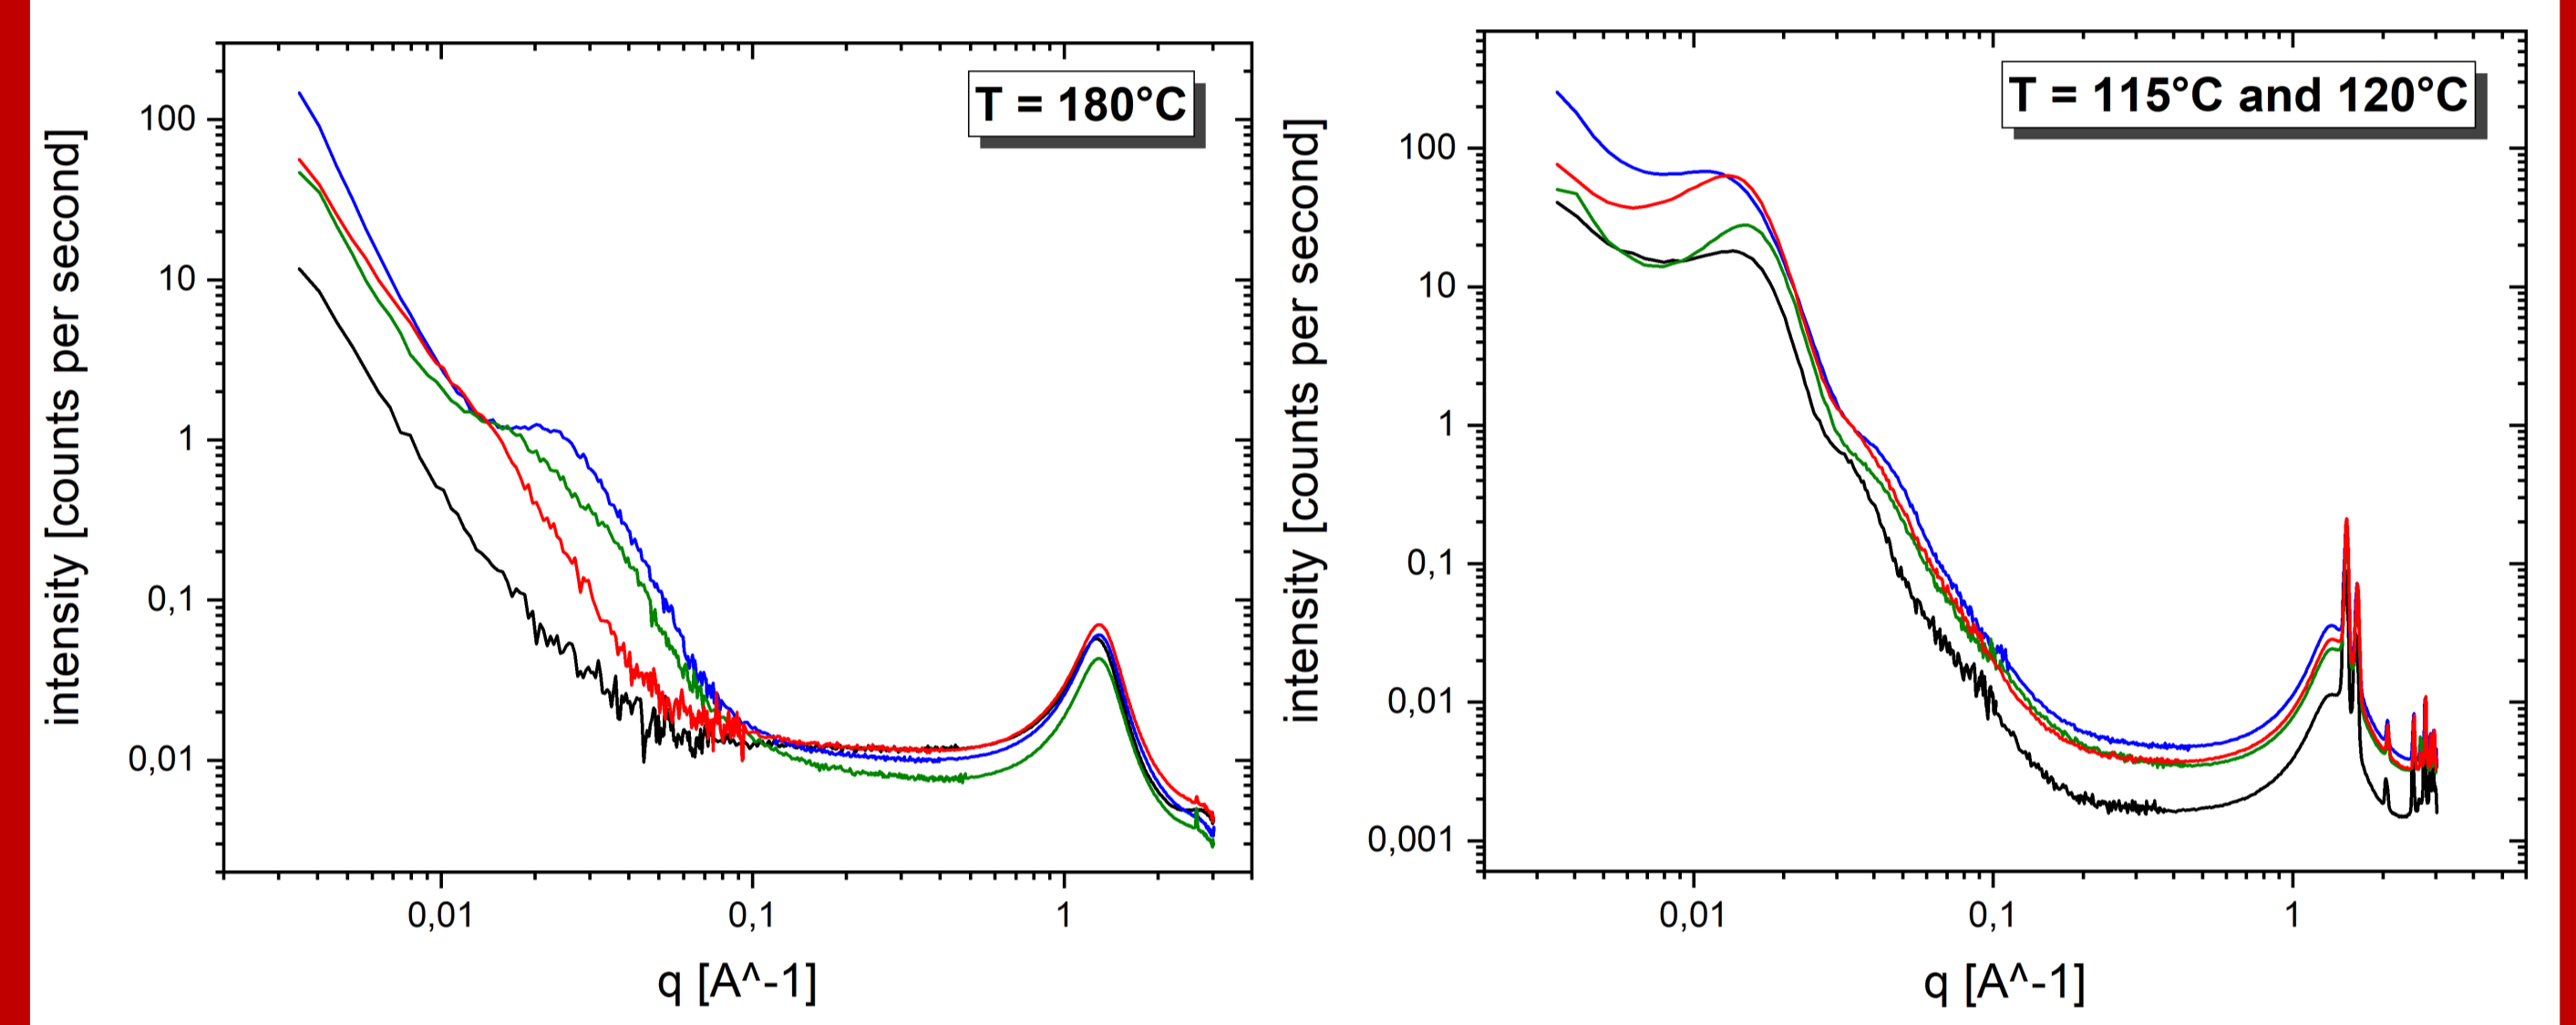 T = 180°C
intensity [counts per second]
100
10
1
0,1
0,01
0,01
0,1
1
q [A^-1]
T = 115°C and 120°C
intensity [counts per second]
100
10
1
0,1
0,01
0,001
0,01
0,1
1
q [A^-1]